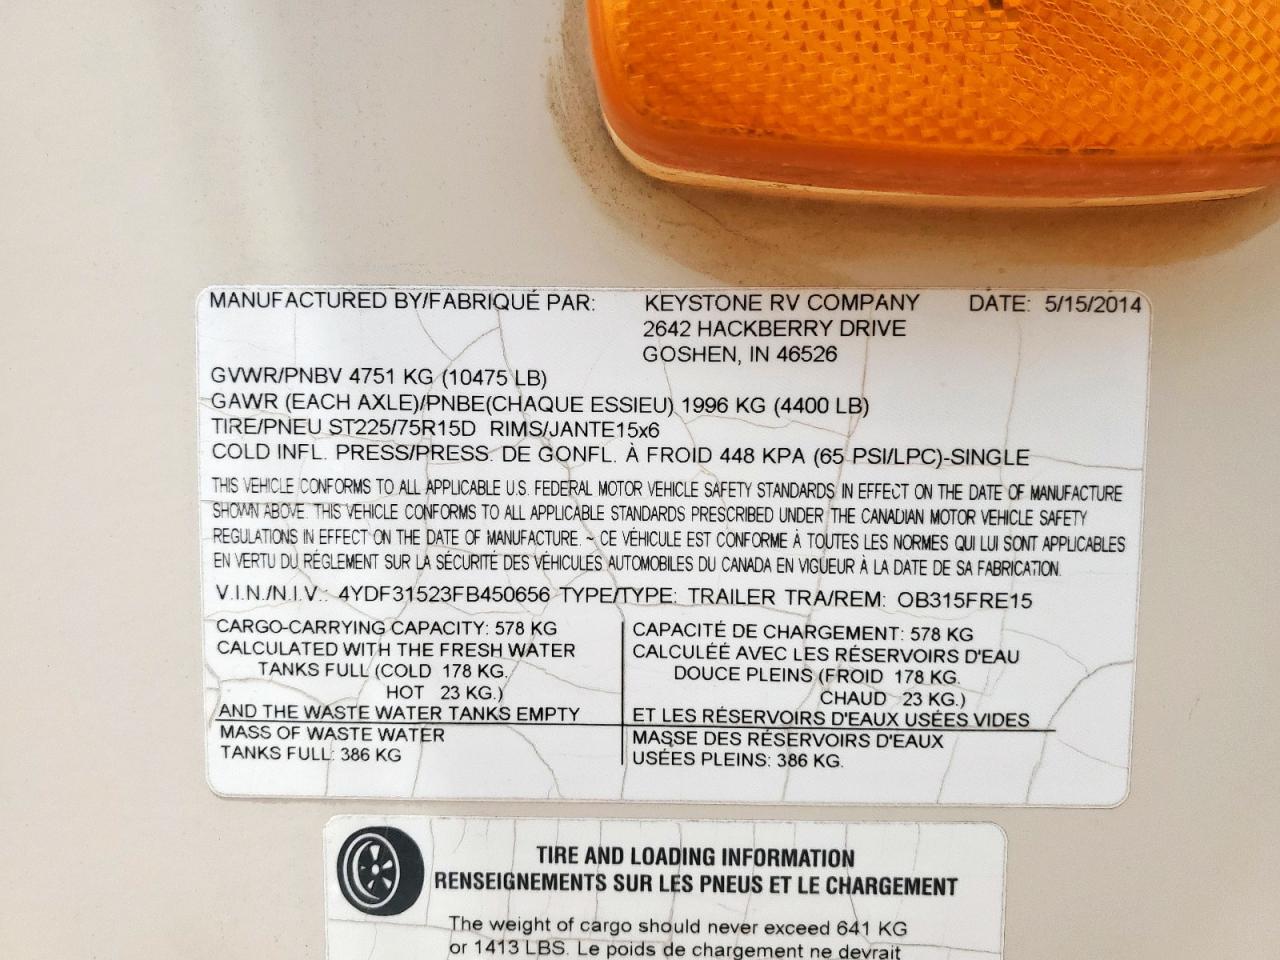 MANUFACTURED BY/FABRIQUÉ PAR: KEYSTONE RV COMPANY DATE: 5/15/2014
2642 HACKBERRY DRIVE
GOSHEN, IN 46526
GVWR/PNBV 4751 KG (10475 LB)
GAWR (EACH AXLE)/PNBE(CHAQUE ESSIEU) 1996 KG (4400 LB)
TIRE/PNEU ST225/75R15D RIMS/JANTE15x6
COLD INFL. PRESS/PRESS. DE GONFL. À FROID 448 KPA (65 PSI/LPC)-SINGLE
THIS VEHICLE CONFORMS TO ALL APPLICABLE U.S. FEDERAL MOTOR VEHICLE SAFETY STANDARDS IN EFFECT ON THE DATE OF MANUFACTURE
SHOWN ABOVE. THIS VEHICLE CONFORMS TO ALL APPLICABLE STANDARDS PRESCRIBED UNDER THE CANADIAN MOTOR VEHICLE SAFETY
REGULATIONS IN EFFECT ON THE DATE OF MANUFACTURE. ~ CE VÉHICULE EST CONFORME À TOUTES LES NORMES QUI LUI SONT APPLICABLES
EN VERTU DU RÉGLEMENT SUR LA SÉCURITÉ DES VÉHICULES AUTOMOBILES DU CANADA EN VIGUEUR À LA DATE DE SA FABRICATION.
V.I.N./N.I.V.: 4YDF31523FB450656 TYPE/TYPE: TRAILER TRA/REM: OB315FRE15
CARGO-CARRYING CAPACITY: 578 KG
CALCULATED WITH THE FRESH WATER
TANKS FULL (COLD 178 KG.
HOT 23 KG.)
AND THE WASTE WATER TANKS EMPTY
MASS OF WASTE WATER
TANKS FULL: 386 KG
CAPACITÉ DE CHARGEMENT: 578 KG
CALCULÉE AVEC LES RÉSERVOIRS D'EAU
DOUCE PLEINS (FROID 178 KG.
CHAUD 23 KG.)
ET LES RÉSERVOIRS D'EAUX USÉES VIDES
MASSE DES RÉSERVOIRS D'EAUX
USÉES PLEINS: 386 KG.
TIRE AND LOADING INFORMATION
RENSEIGNEMENTS SUR LES PNEUS ET LE CHARGEMENT
The weight of cargo should never exceed 641 KG
or 1413 LBS. Le poids de chargement ne devrait